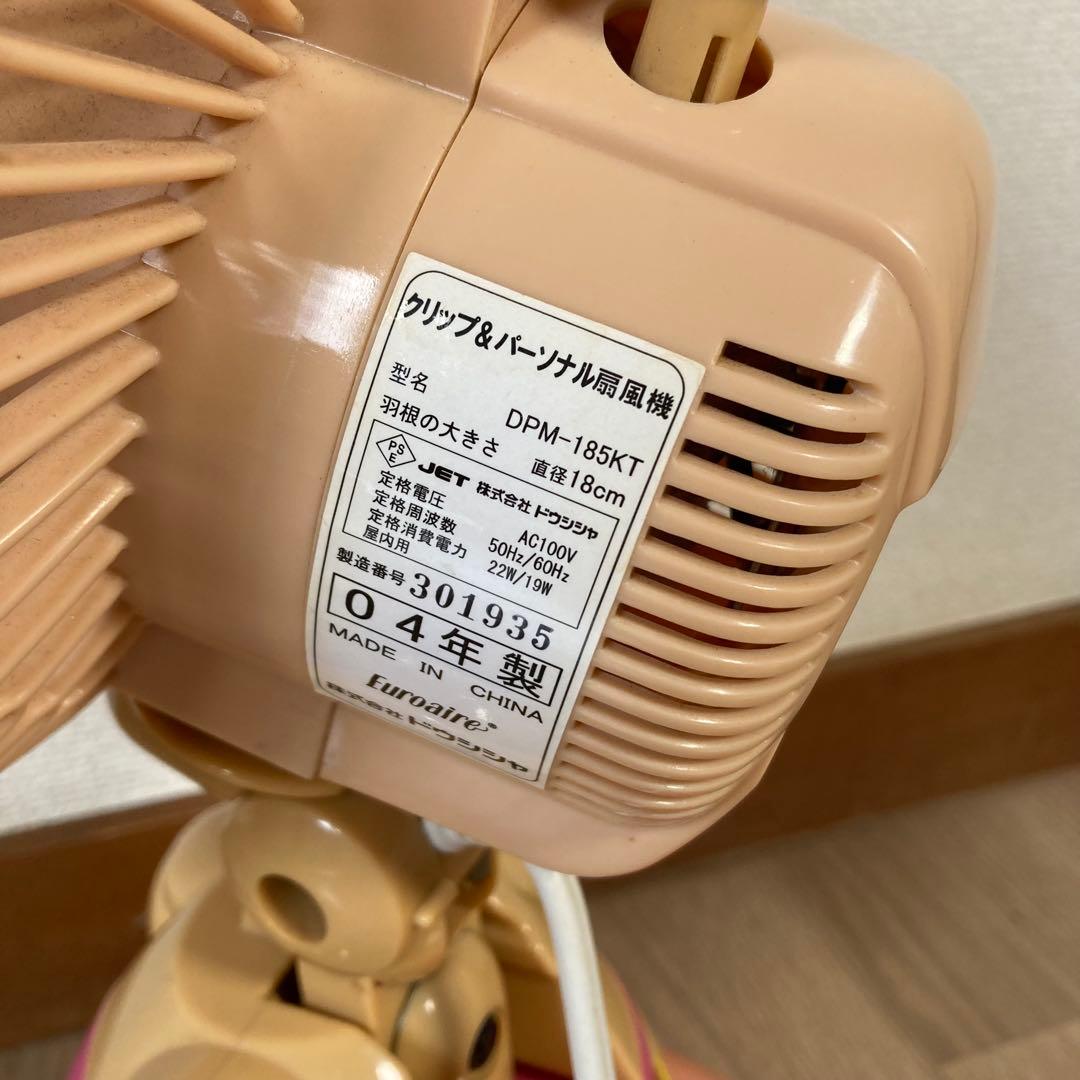 クリップ&パーソナル扇風機
型名 DPM-185KT
羽根の大きさ 直径18cm
PS
E JET 株式会社 ドウシシャ
定格電圧 AC100V
定格周波数 50Hz/60Hz
定格消費電力 22W/19W
屋内用
製造番号 301935
04年製
MADE IN CHINA
Euroaire®
株式会社 ドウシシャ